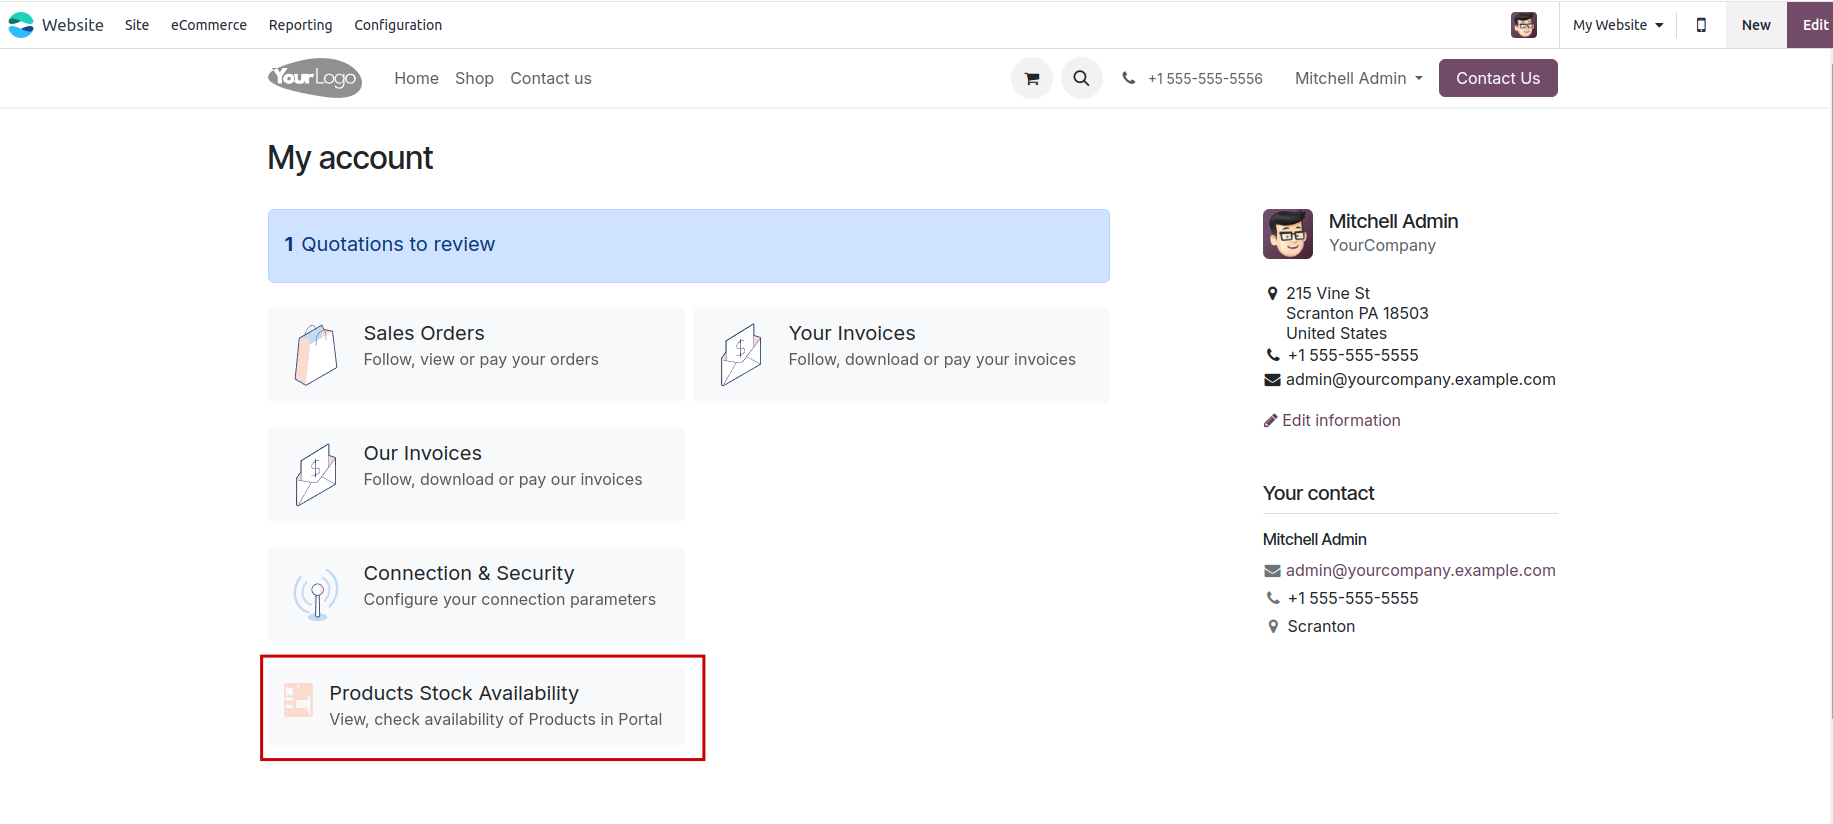 Website Site eCommerce Reporting Configuration My Website New Edit
YourLogo Home Shop Contact us +1 555-555-5556 Mitchell Admin Contact Us
My account
1 Quotations to review
Sales Orders
Follow, view or pay your orders
Your Invoices
Follow, download or pay your invoices
Our Invoices
Follow, download or pay our invoices
Connection & Security
Configure your connection parameters
Products Stock Availability
View, check availability of Products in Portal
Mitchell Admin
YourCompany
215 Vine St
Scranton PA 18503
United States
+1 555-555-5555
admin@yourcompany.example.com
Edit information
Your contact
Mitchell Admin
admin@yourcompany.example.com
+1 555-555-5555
Scranton